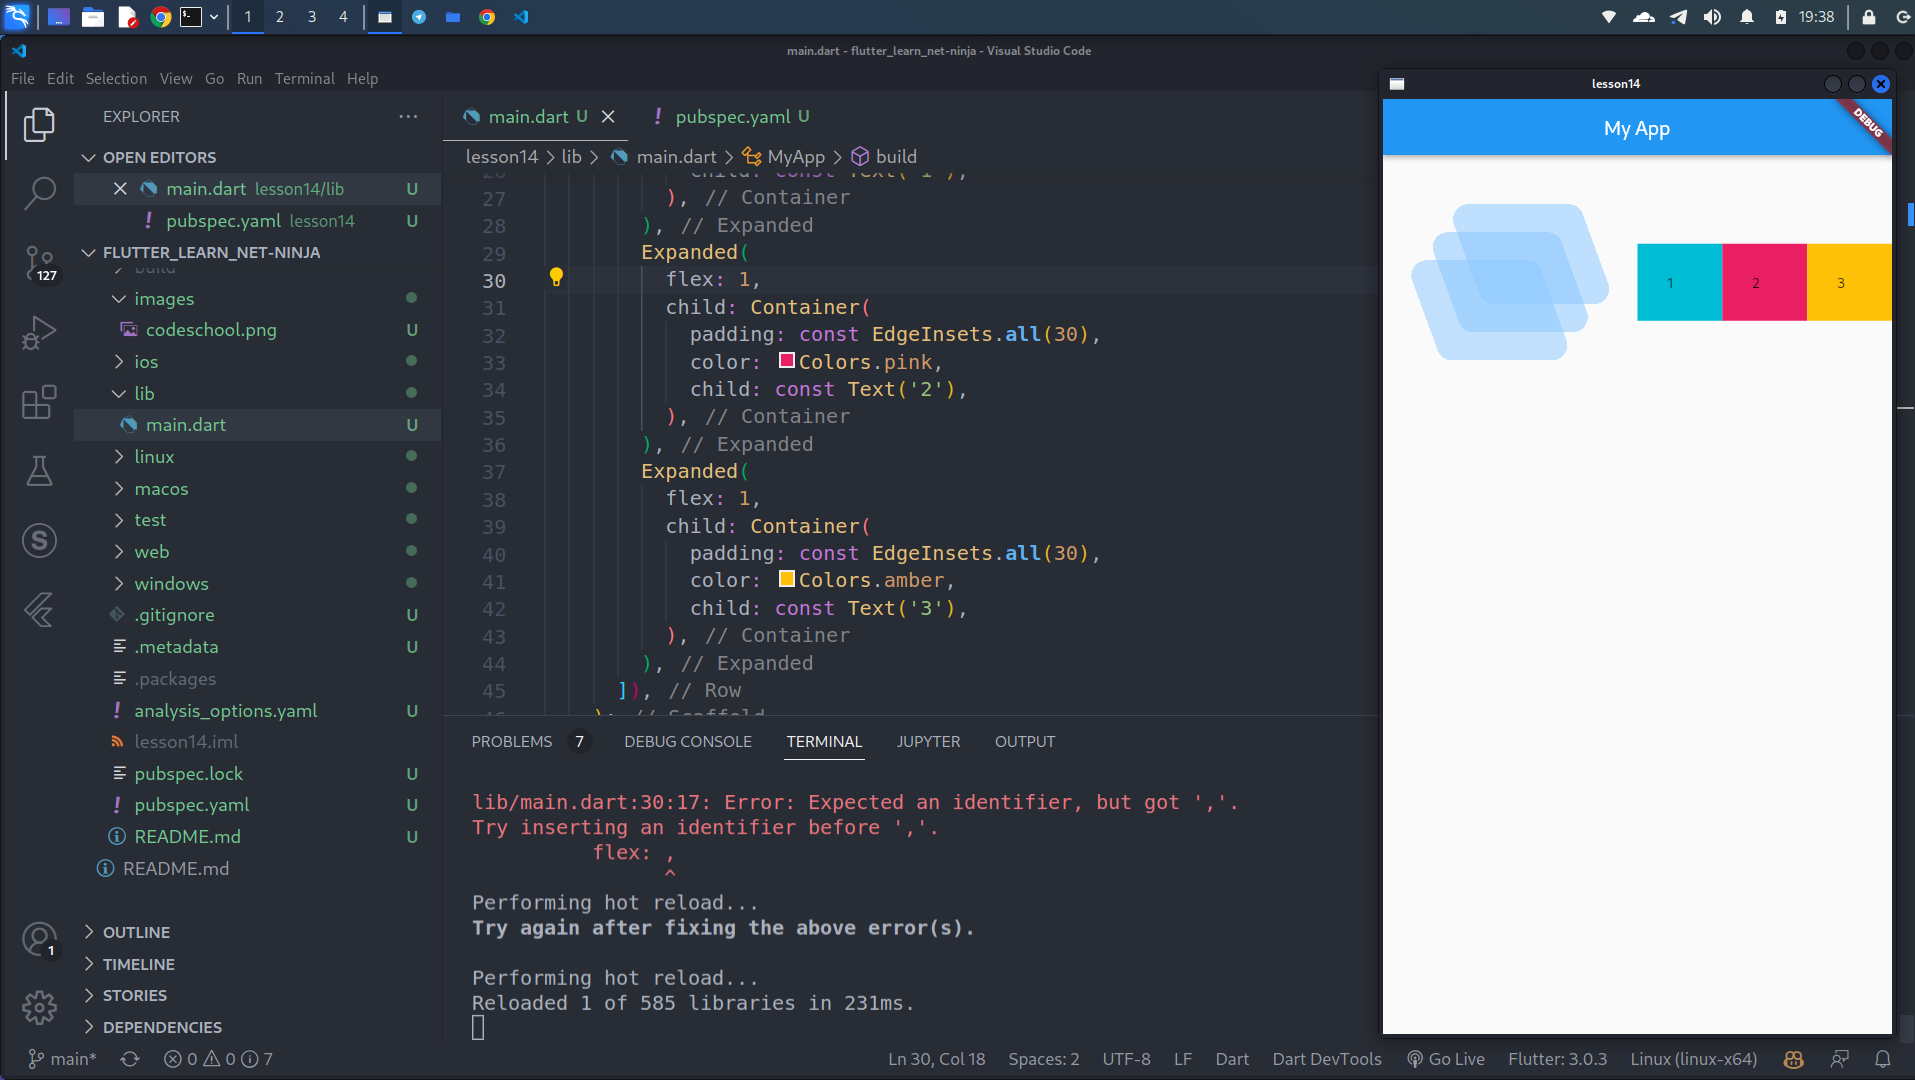 1
2
3
4
19:38
main.dart - flutter_learn_net-ninja - Visual Studio Code
File Edit Selection View Go Run Terminal Help
EXPLORER
OPEN EDITORS
main.dart lesson14/lib U
pubspec.yaml lesson14 U
FLUTTER_LEARN_NET-NINJA
127
build
images
codeschool.png U
ios
lib
main.dart U
linux
macos
test
web
windows
.gitignore U
.metadata U
.packages
analysis_options.yaml U
lesson14.iml
pubspec.lock U
pubspec.yaml U
README.md U
README.md
OUTLINE
TIMELINE
STORIES
DEPENDENCIES
1
main.dart U
pubspec.yaml U
lesson14 > lib > main.dart > MyApp > build
26 child: const Text('1'),
27 ), // Container
28 ), // Expanded
29 Expanded(
30 flex: 1,
31 child: Container(
32 padding: const EdgeInsets.all(30),
33 color: Colors.pink,
34 child: const Text('2'),
35 ), // Container
36 ), // Expanded
37 Expanded(
38 flex: 1,
39 child: Container(
40 padding: const EdgeInsets.all(30),
41 color: Colors.amber,
42 child: const Text('3'),
43 ), // Container
44 ), // Expanded
45 ]), // Row
46 ); // Scaffold
PROBLEMS 7 DEBUG CONSOLE TERMINAL JUPYTER OUTPUT
lib/main.dart:30:17: Error: Expected an identifier, but got ','.
Try inserting an identifier before ','.
flex: ,
^
Performing hot reload...
Try again after fixing the above error(s).
Performing hot reload...
Reloaded 1 of 585 libraries in 231ms.
lesson14
My App
DEBUG
1
2
3
main* 0 0 7 Ln 30, Col 18 Spaces: 2 UTF-8 LF Dart Dart DevTools Go Live Flutter: 3.0.3 Linux (linux-x64)